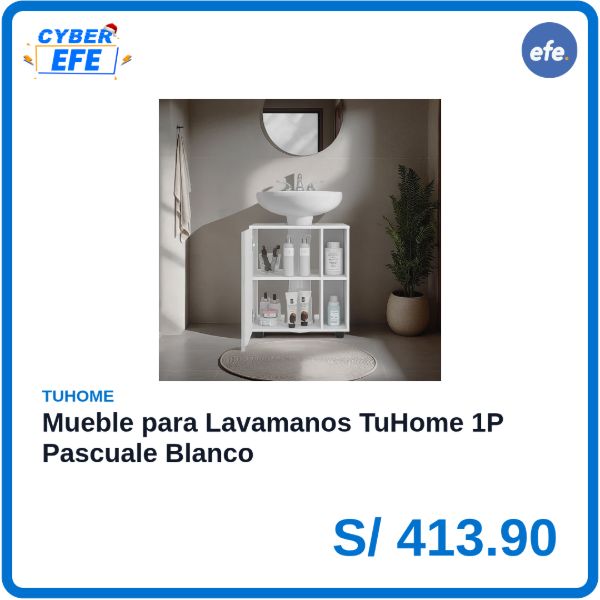 CYBER
EFE
efe.
TUHOME
Mueble para Lavamanos TuHome 1P
Pascuale Blanco
S/ 413.90